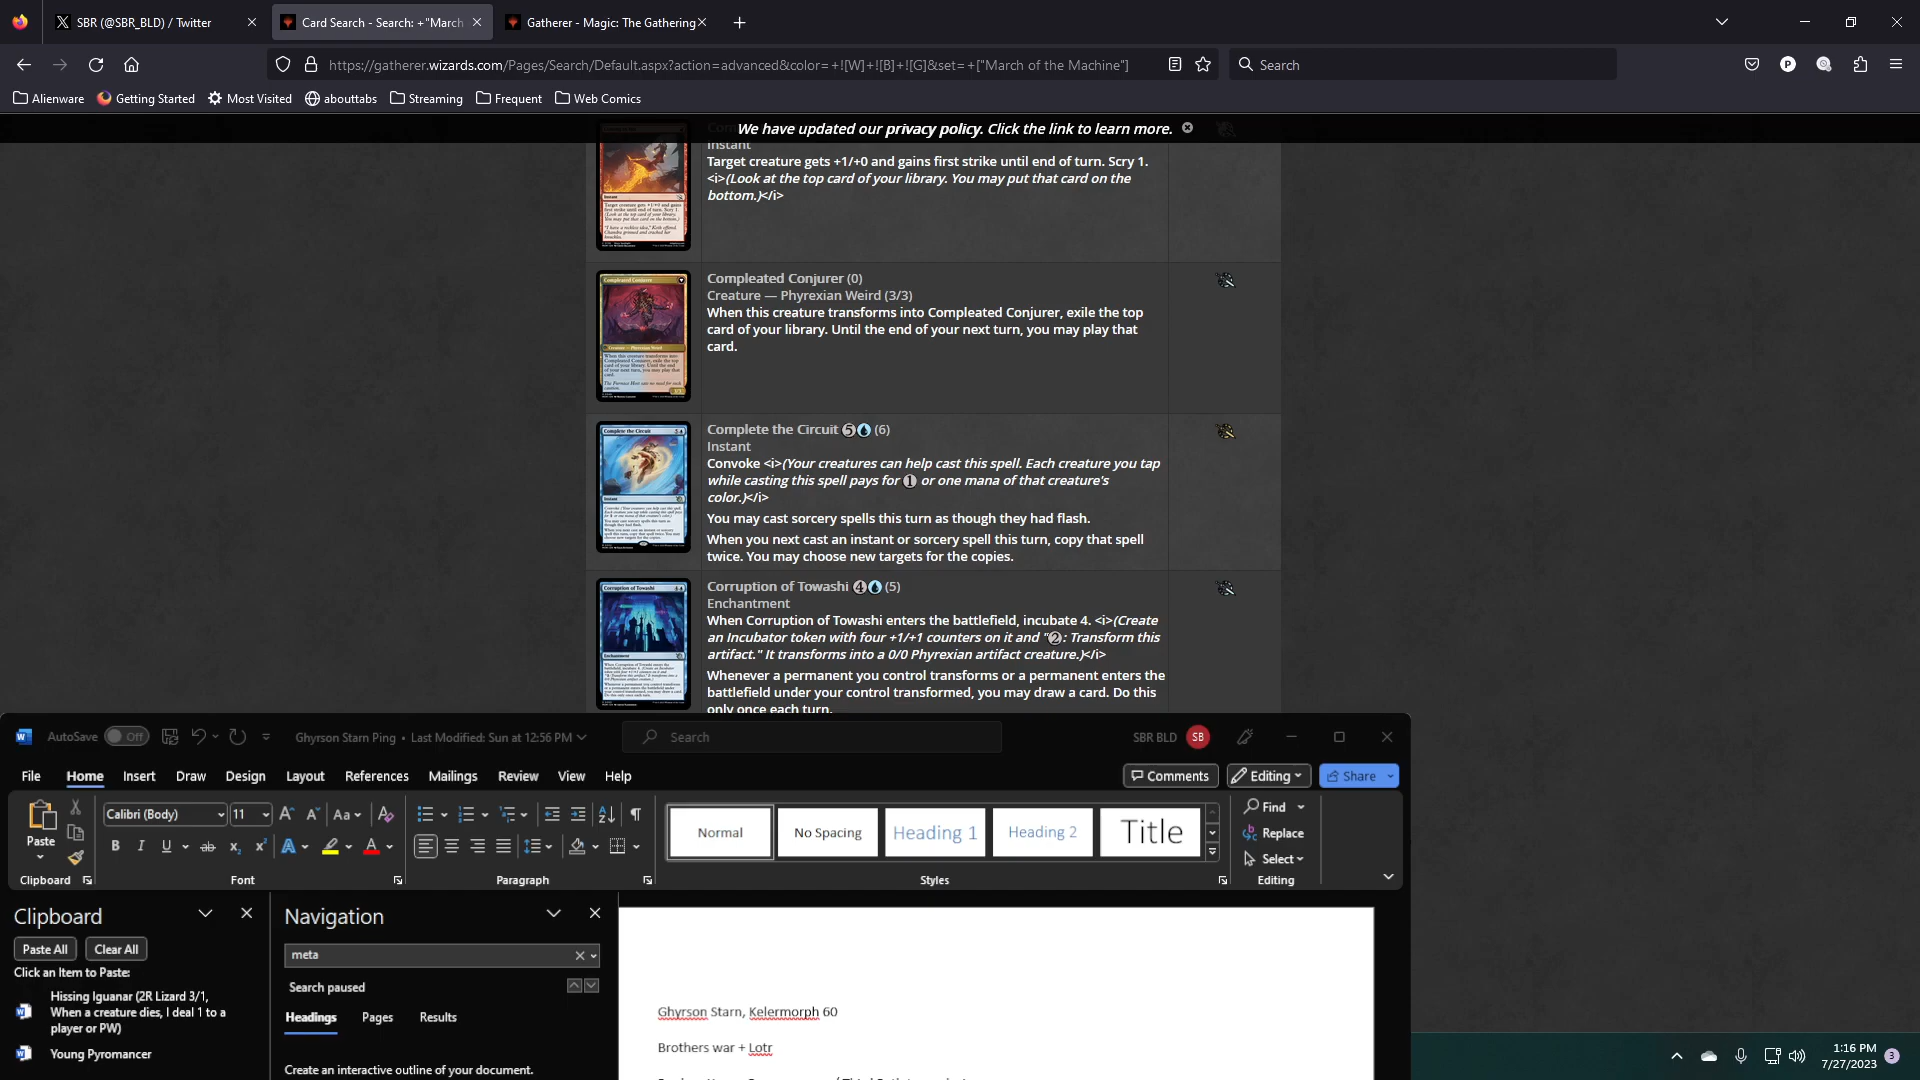 SBR (@SBR_BLD) / Twitter
Card Search - Search: +"March
Gatherer - Magic: The Gathering
https://gatherer.wizards.com/Pages/Search/Default.aspx?action=advanced&color=+![W]+![B]+![G]&set=+["March of the Machine"]
Search
Alienware
Getting Started
Most Visited
abouttabs
Streaming
Frequent
Web Comics
We have updated our privacy policy. Click the link to learn more.
Instant
Target creature gets +1/+0 and gains first strike until end of turn. Scry 1.
<i>(Look at the top card of your library. You may put that card on the
bottom.)</i>
Compleated Conjurer (0)
Creature — Phyrexian Weird (3/3)
When this creature transforms into Compleated Conjurer, exile the top
card of your library. Until the end of your next turn, you may play that
card.
Complete the Circuit 5 (6)
Instant
Convoke <i>(Your creatures can help cast this spell. Each creature you tap
while casting this spell pays for 1 or one mana of that creature's
color.)</i>
You may cast sorcery spells this turn as though they had flash.
When you next cast an instant or sorcery spell this turn, copy that spell
twice. You may choose new targets for the copies.
Corruption of Towashi 4 (5)
Enchantment
When Corruption of Towashi enters the battlefield, incubate 4. <i>(Create
an Incubator token with four +1/+1 counters on it and "2: Transform this
artifact." It transforms into a 0/0 Phyrexian artifact creature.)</i>
Whenever a permanent you control transforms or a permanent enters the
battlefield under your control transformed, you may draw a card. Do this
only once each turn.
AutoSave Off
Ghyrson Starn Ping • Last Modified: Sun at 12:56 PM
Search
SBR BLD SB
File Home Insert Draw Design Layout References Mailings Review View Help
Comments
Editing
Share
Paste
Clipboard
Calibri (Body)
11
Font
Paragraph
Normal
No Spacing
Heading 1
Heading 2
Title
Styles
Find
Replace
Select
Editing
Clipboard
Paste All
Clear All
Click an Item to Paste:
Hissing Iguanar (2R Lizard 3/1,
When a creature dies, I deal 1 to a
player or PW)
Young Pyromancer
Navigation
meta
Search paused
Headings Pages Results
Create an interactive outline of your document.
Ghyrson Starn, Kelermorph 60
Brothers war + Lotr
1:16 PM
7/27/2023
3